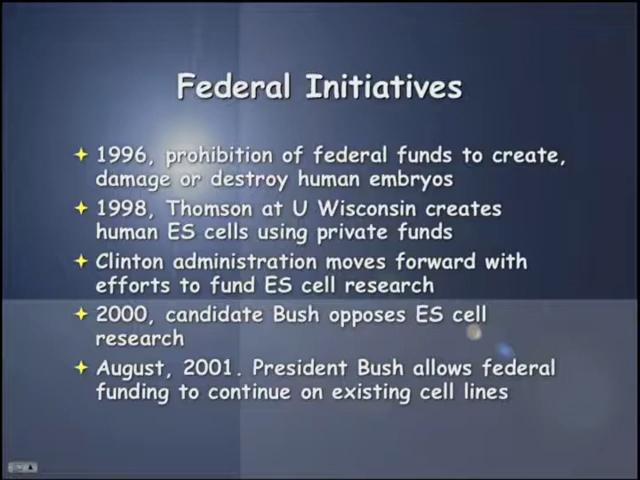 Federal Initiatives
1996, prohibition of federal funds to create,
damage or destroy human embryos
1998, Thomson at U Wisconsin creates
human ES cells using private funds
Clinton administration moves forward with
efforts to fund ES cell research
2000, candidate Bush opposes ES cell
research
August, 2001. President Bush allows federal
funding to continue on existing cell lines